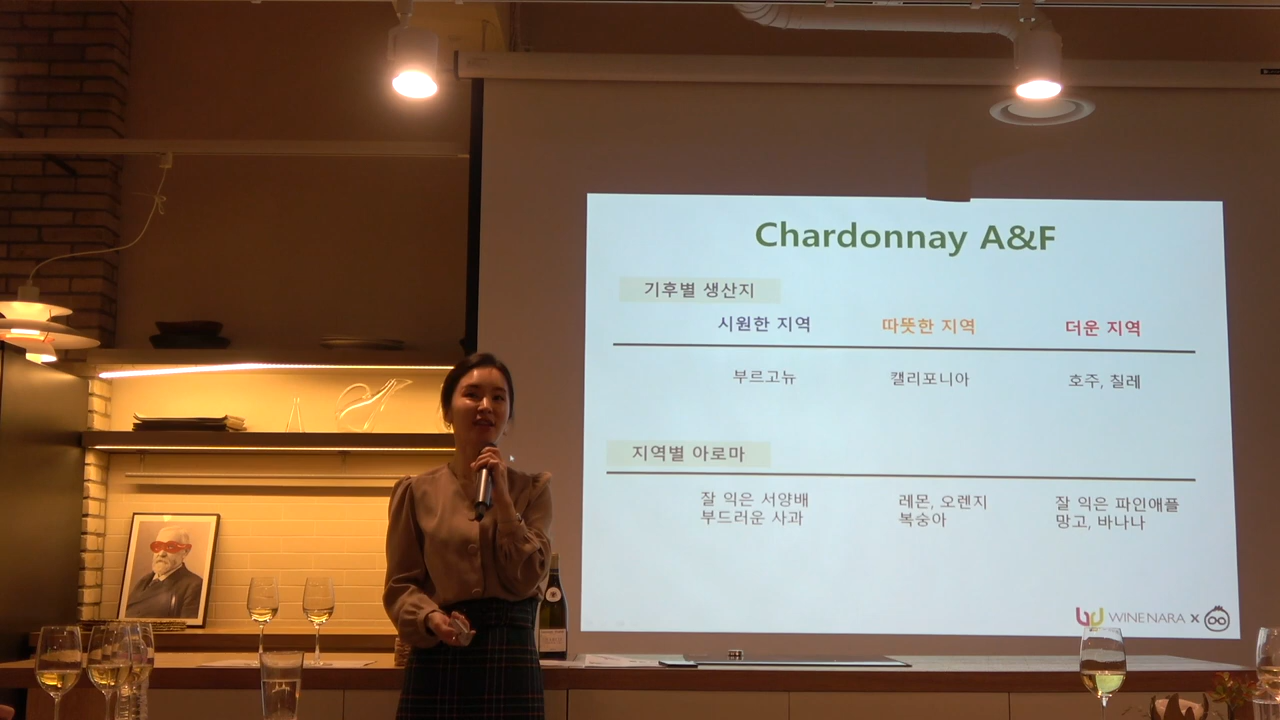 Chardonnay A&F
기후별 생산지
시원한 지역 따뜻한 지역 더운 지역
부르고뉴 캘리포니아 호주, 칠레
지역별 아로마
잘 익은 서양배 레몬, 오렌지 잘 익은 파인애플
부드러운 사과 복숭아 망고, 바나나
WINE NARA x